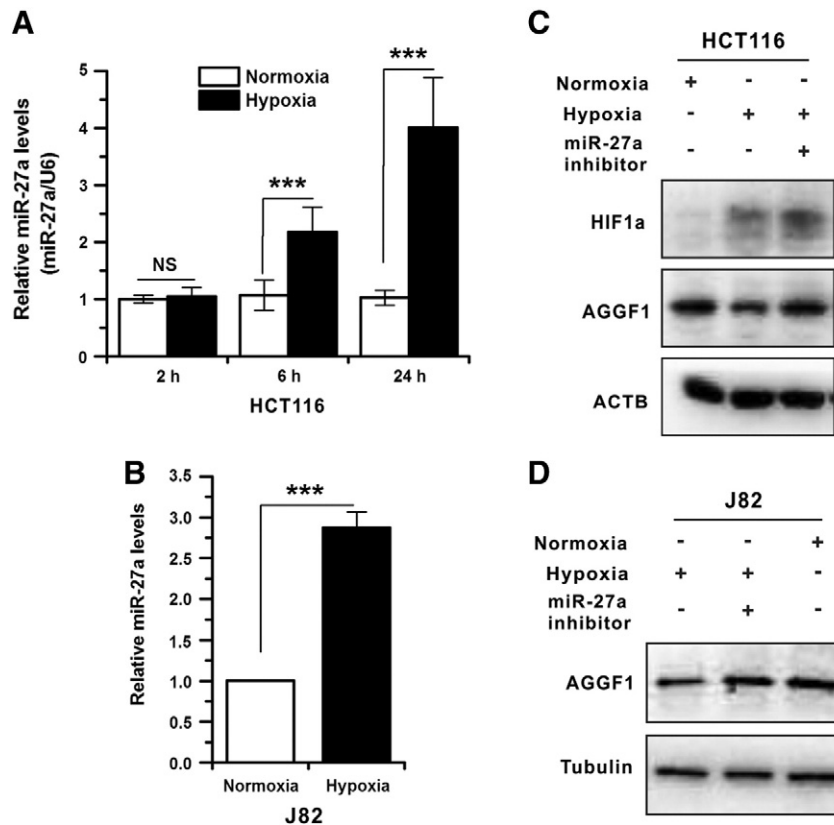 A
Relative miR-27a levels
(miR-27a/U6)
5
4
3
2
1
0
Normoxia
Hypoxia
NS
***
***
2 h 6 h 24 h
HCT116
B
Relative miR-27a levels
3.5
3.0
2.5
2.0
1.5
1.0
0.5
0.0
***
Normoxia Hypoxia
J82
C
HCT116
Normoxia + - -
Hypoxia - + +
miR-27a
inhibitor - - +
HIF1a
AGGF1
ACTB
D
J82
Normoxia - - +
Hypoxia + + -
miR-27a
inhibitor - + -
AGGF1
Tubulin